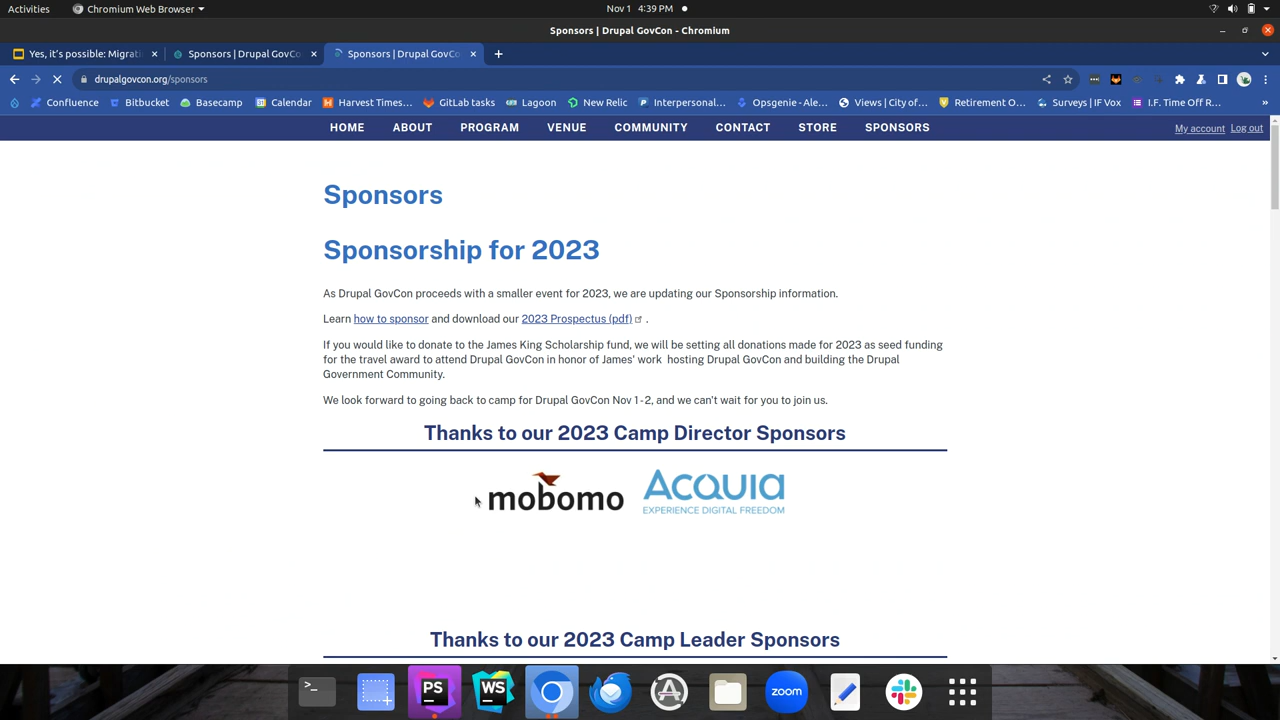 Activities
Chromium Web Browser
Nov 1 4:39 PM
Sponsors | Drupal GovCon - Chromium
Yes, it's possible: Migrati
Sponsors | Drupal GovCo
Sponsors | Drupal GovCo
drupalgovcon.org/sponsors
Confluence
Bitbucket
Basecamp
Calendar
Harvest Times…
GitLab tasks
Lagoon
New Relic
Interpersonal…
Opsgenie - Ale…
Views | City of…
Retirement O…
Surveys | IF Vox
I.F. Time Off R…
»
HOME
ABOUT
PROGRAM
VENUE
COMMUNITY
CONTACT
STORE
SPONSORS
My account
Log out
Sponsors
Sponsorship for 2023
As Drupal GovCon proceeds with a smaller event for 2023, we are updating our Sponsorship information.
Learn how to sponsor and download our 2023 Prospectus (pdf) .
If you would like to donate to the James King Scholarship fund, we will be setting all donations made for 2023 as seed funding
for the travel award to attend Drupal GovCon in honor of James' work hosting Drupal GovCon and building the Drupal
Government Community.
We look forward to going back to camp for Drupal GovCon Nov 1-2, and we can't wait for you to join us.
Thanks to our 2023 Camp Director Sponsors
mobomo
ACQUIA
EXPERIENCE DIGITAL FREEDOM
Thanks to our 2023 Camp Leader Sponsors
>_
PS
WS
zoom